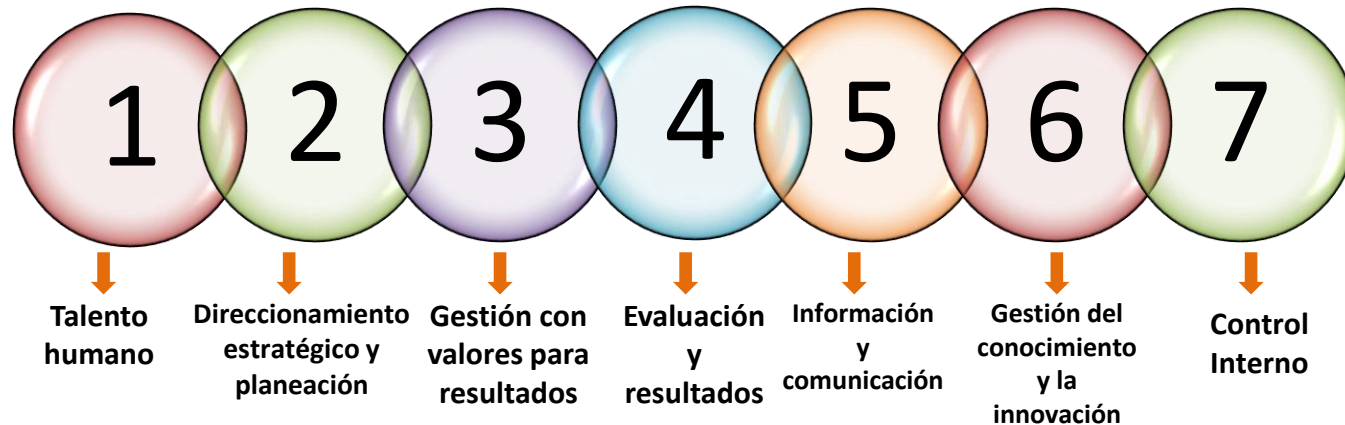 1
2
3
4
5
6
7
Talento
humano
Direccionamiento
estratégico y
planeación
Gestión con
valores para
resultados
Evaluación
y
resultados
Información
y
comunicación
Gestión del
conocimiento
y la
innovación
Control
Interno